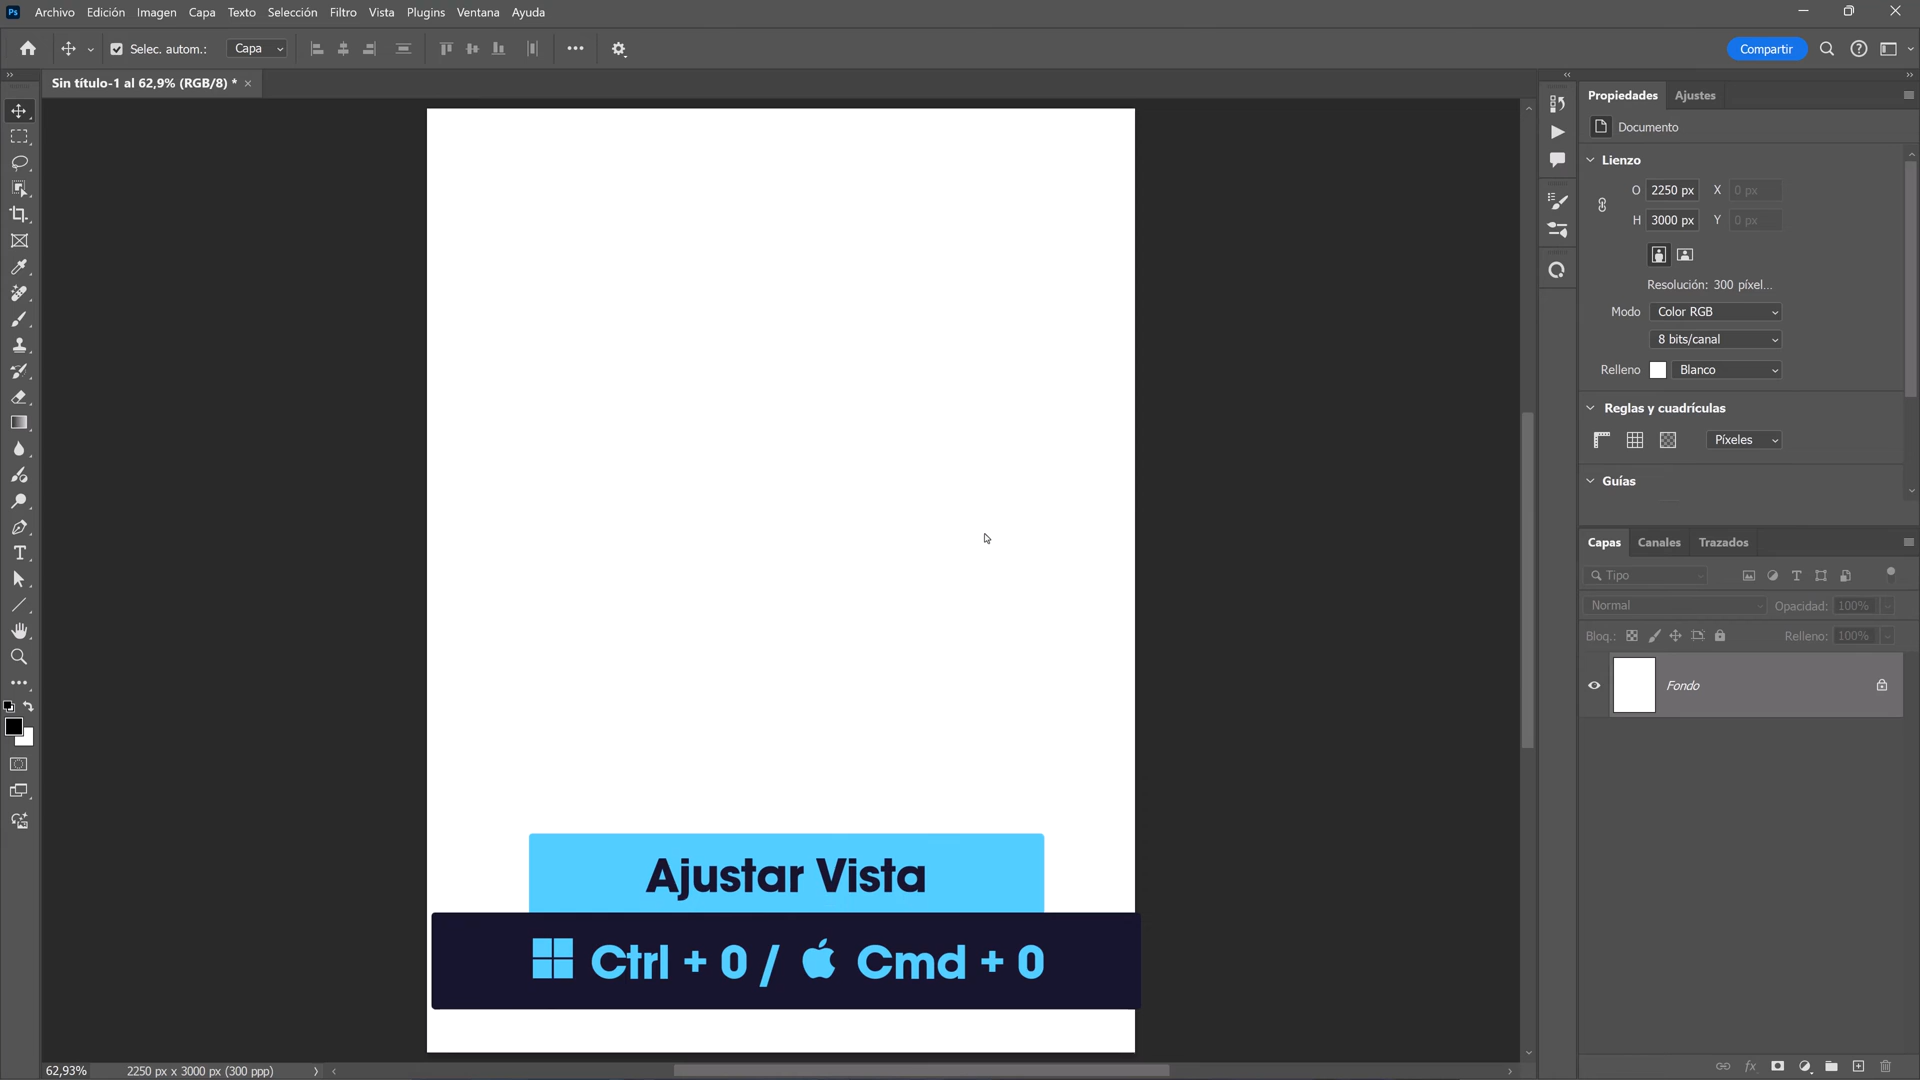 Ps Archivo Edición Imagen Capa Texto Selección Filtro Vista Plugins Ventana Ayuda
Selec. autom.: Capa Compartir
Sin título-1 al 62,9% (RGB/8) *
Propiedades Ajustes
Documento
Lienzo
O 2250 px X 0 px
H 3000 px Y 0 px
Resolución: 300 píxel...
Modo Color RGB
8 bits/canal
Relleno Blanco
Reglas y cuadrículas
Píxeles
Guías
Capas Canales Trazados
Tipo
Normal Opacidad: 100%
Bloq.: Relleno: 100%
Fondo
Ajustar Vista
Ctrl + 0 / Cmd + 0
62,93% 2250 px x 3000 px (300 ppp)